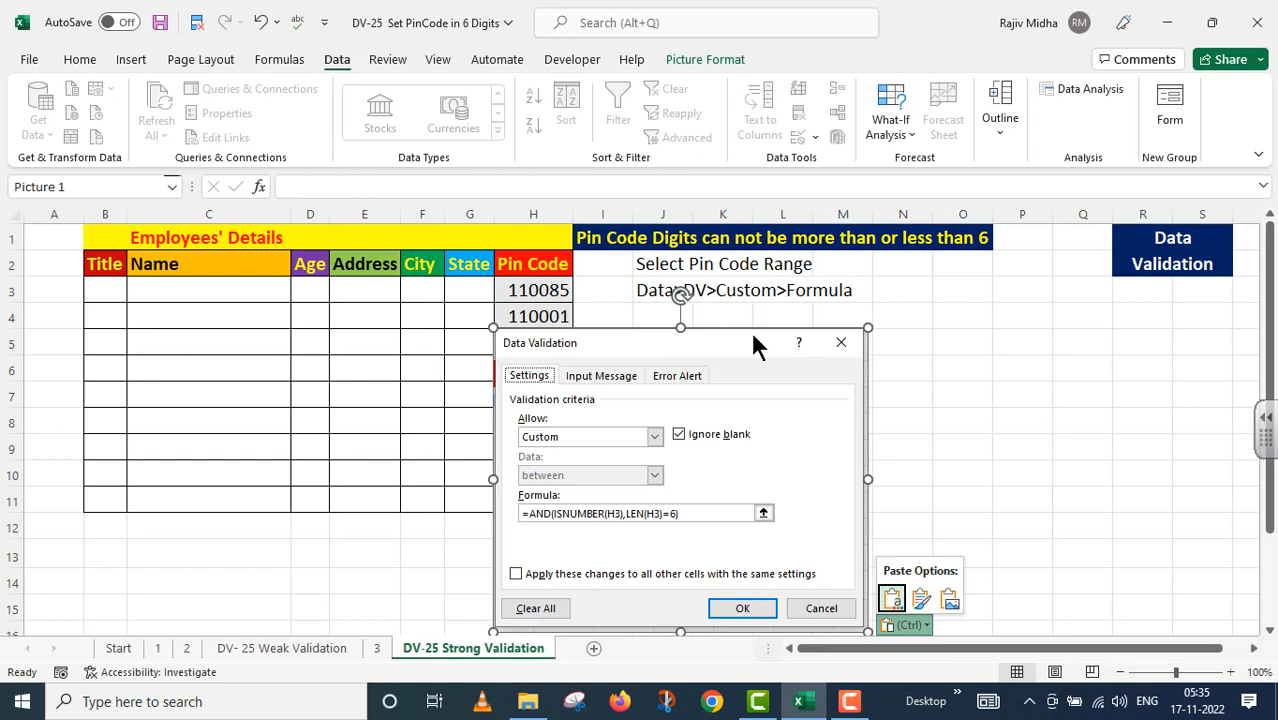 AutoSave Off DV-25 Set PinCode in 6 Digits Search (Alt+Q) Rajiv Midha RM
File Home Insert Page Layout Formulas Data Review View Automate Developer Help Picture Format Comments Share
Get Data Refresh All Queries & Connections Properties Edit Links Stocks Currencies Sort Filter Clear Reapply Advanced Text to Columns What-If Analysis Forecast Sheet Outline Data Analysis Form
Get & Transform Data Queries & Connections Data Types Sort & Filter Data Tools Forecast Analysis New Group
Picture 1 fx
A B C D E F G H I J K L M N O P Q R S
1 Employees' Details Pin Code Digits can not be more than or less than 6 Data
2 Title Name Age Address City State Pin Code Select Pin Code Range Validation
3 110085 Data>DV>Custom>Formula
4 110001
5 Data Validation ?
6 Settings Input Message Error Alert
7 Validation criteria
8 Allow:
Custom Ignore blank
9 Data:
10 between
11 Formula:
=AND(ISNUMBER(H3),LEN(H3)=6)
12
13 Paste Options:
14 Apply these changes to all other cells with the same settings
15 Clear All OK Cancel (Ctrl)
16
Start 1 2 DV- 25 Weak Validation 3 DV-25 Strong Validation
Ready Accessibility: Investigate 100%
Type here to search Desktop ENG 05:35
17-11-2022